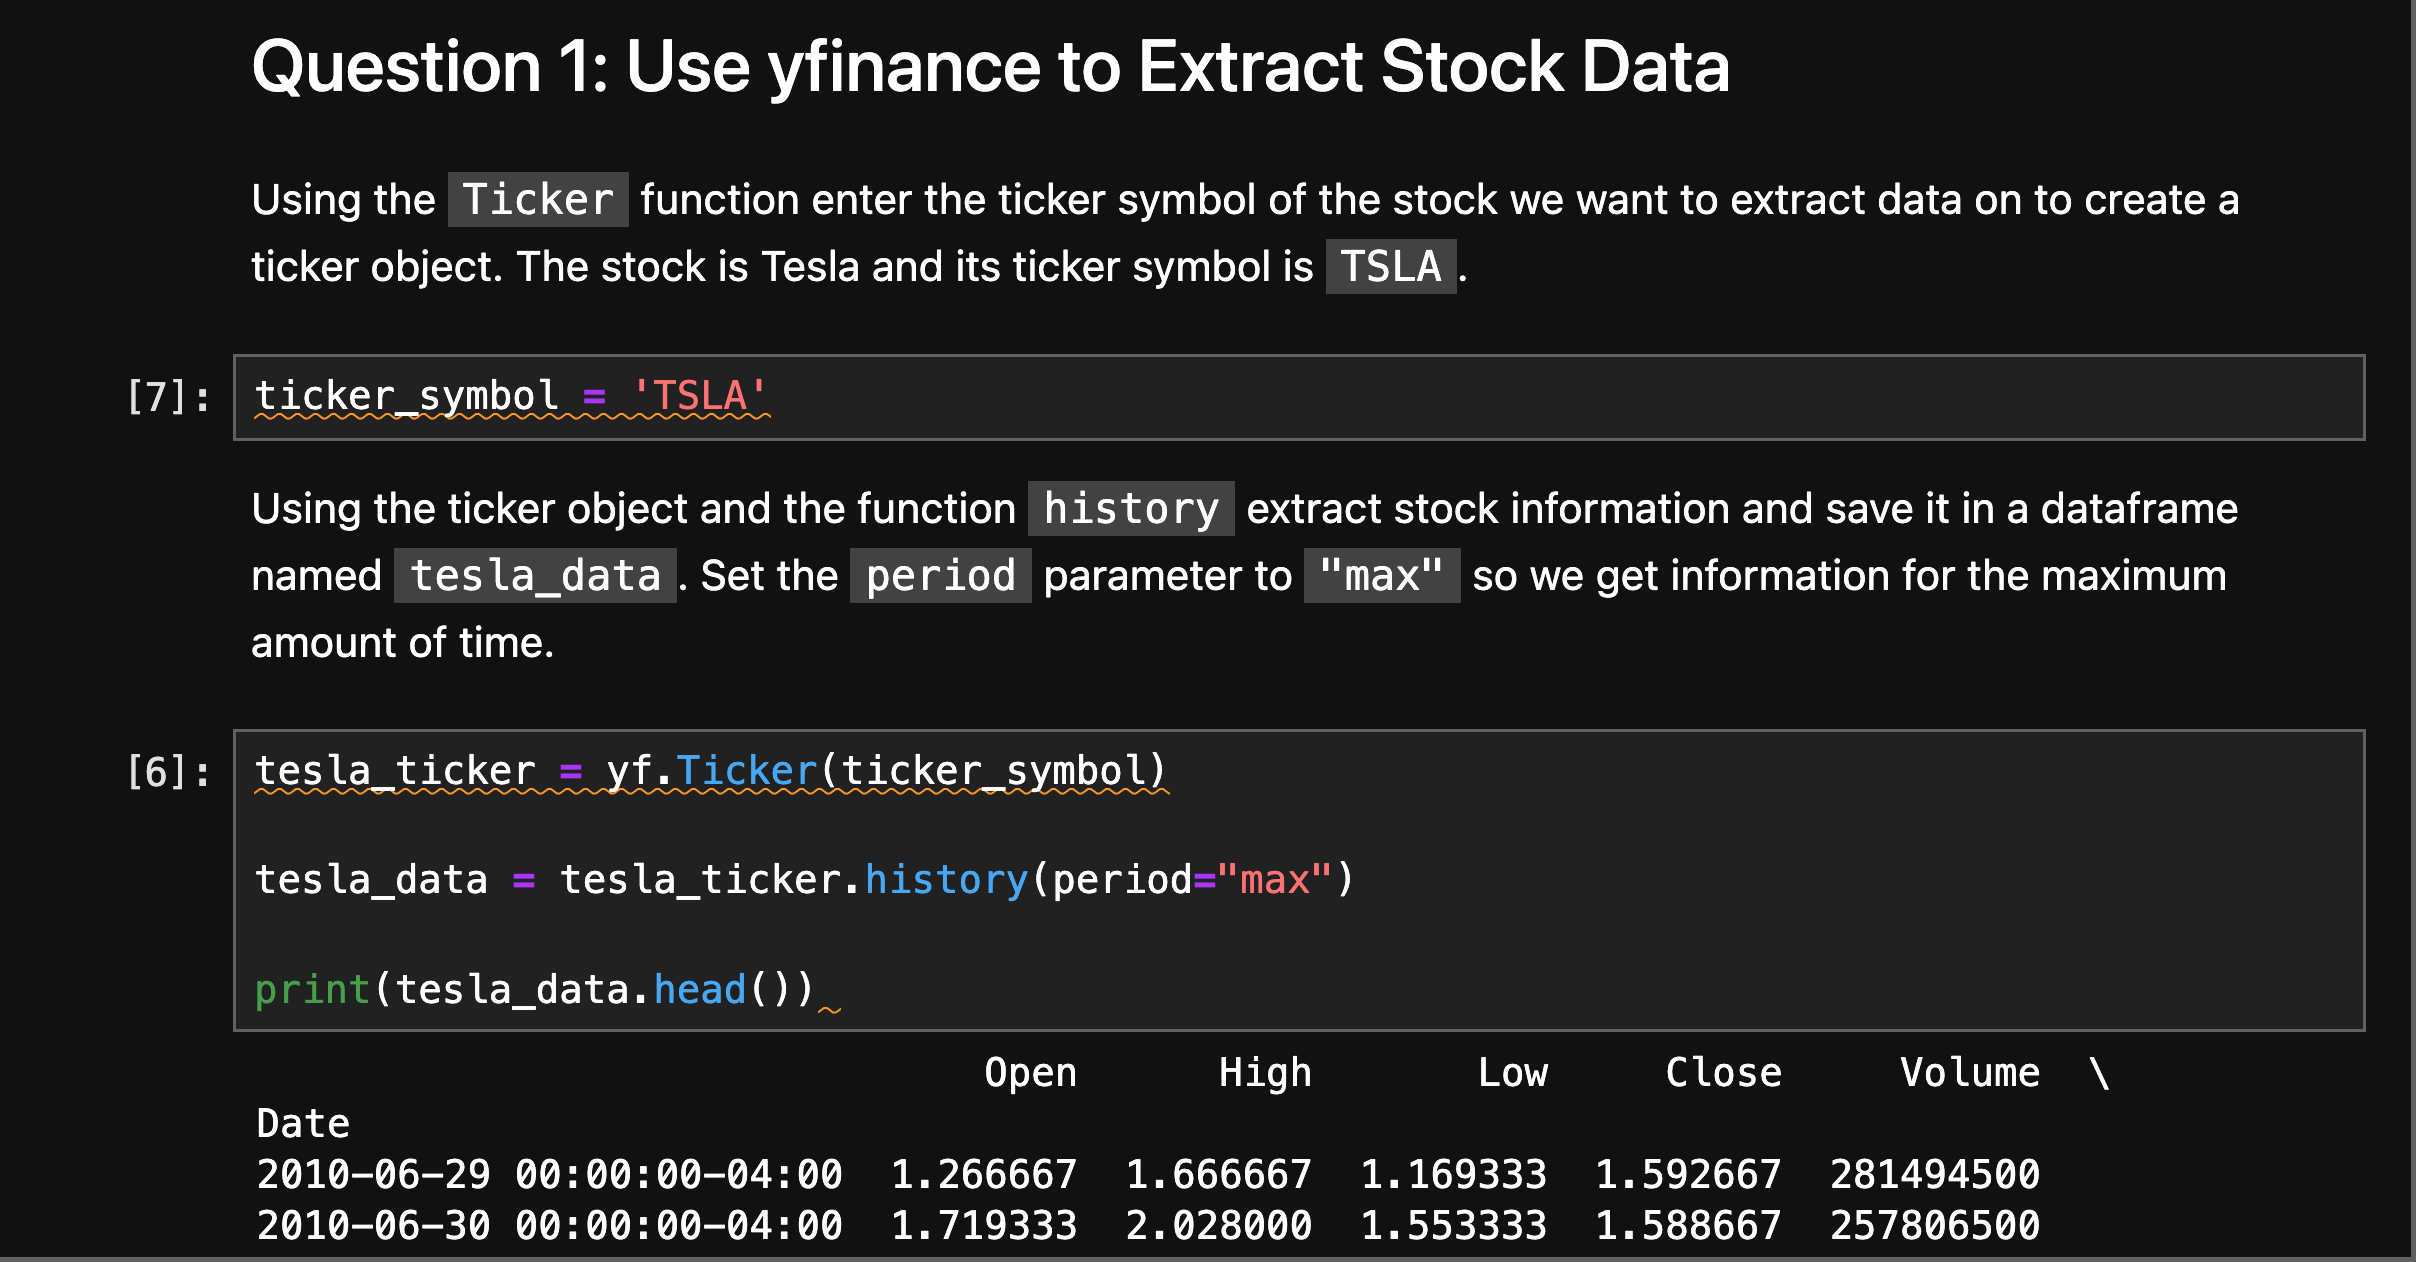 Question 1: Use yfinance to Extract Stock Data
Using the Ticker function enter the ticker symbol of the stock we want to extract data on to create a
ticker object. The stock is Tesla and its ticker symbol is TSLA.
[7]: ticker_symbol = 'TSLA'
Using the ticker object and the function history extract stock information and save it in a dataframe
named tesla_data. Set the period parameter to "max" so we get information for the maximum
amount of time.
[6]: tesla_ticker = yf.Ticker(ticker_symbol)
tesla_data = tesla_ticker.history(period="max")
print(tesla_data.head())
Open High Low Close Volume \
Date
2010-06-29 00:00:00-04:00 1.266667 1.666667 1.169333 1.592667 281494500
2010-06-30 00:00:00-04:00 1.719333 2.028000 1.553333 1.588667 257806500